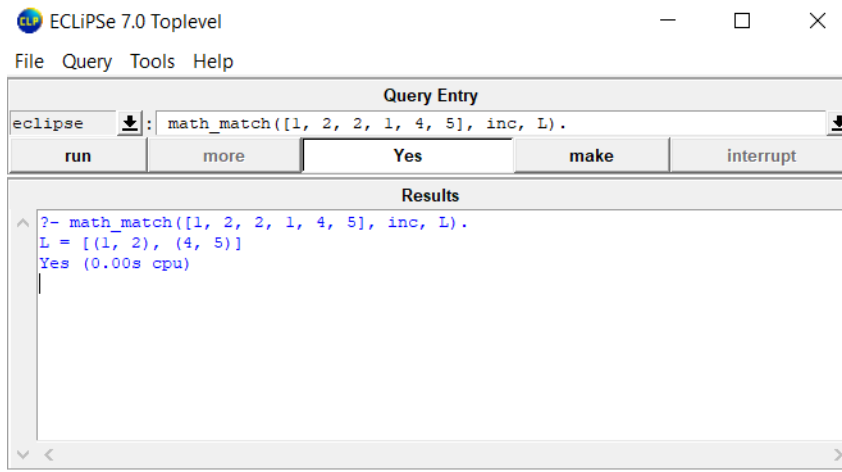 CLP ECLiPSe 7.0 Toplevel
File Query Tools Help
Query Entry
eclipse : math_match([1, 2, 2, 1, 4, 5], inc, L).
run more Yes make interrupt
Results
?- math_match([1, 2, 2, 1, 4, 5], inc, L).
L = [(1, 2), (4, 5)]
Yes (0.00s cpu)